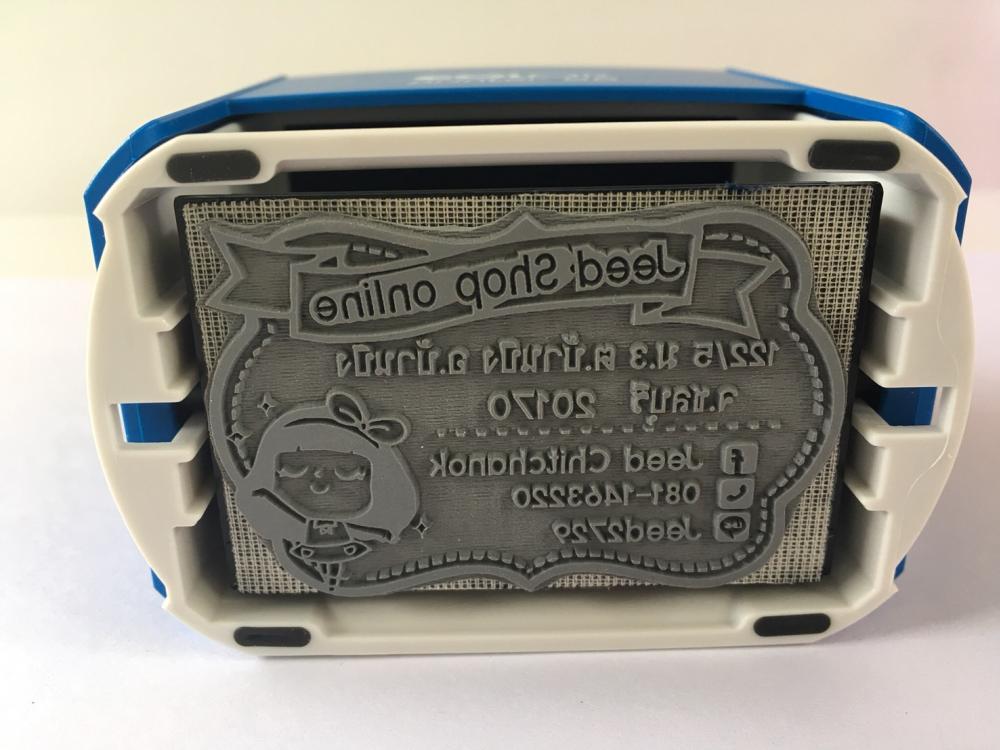 Jeed Shop online
122/5 ม.3 ต.บ้านบึง อ.บ้านบึง
จ.ชลบุรี 20170
Jeed Chitchanok
081-1463220
Jeed2729